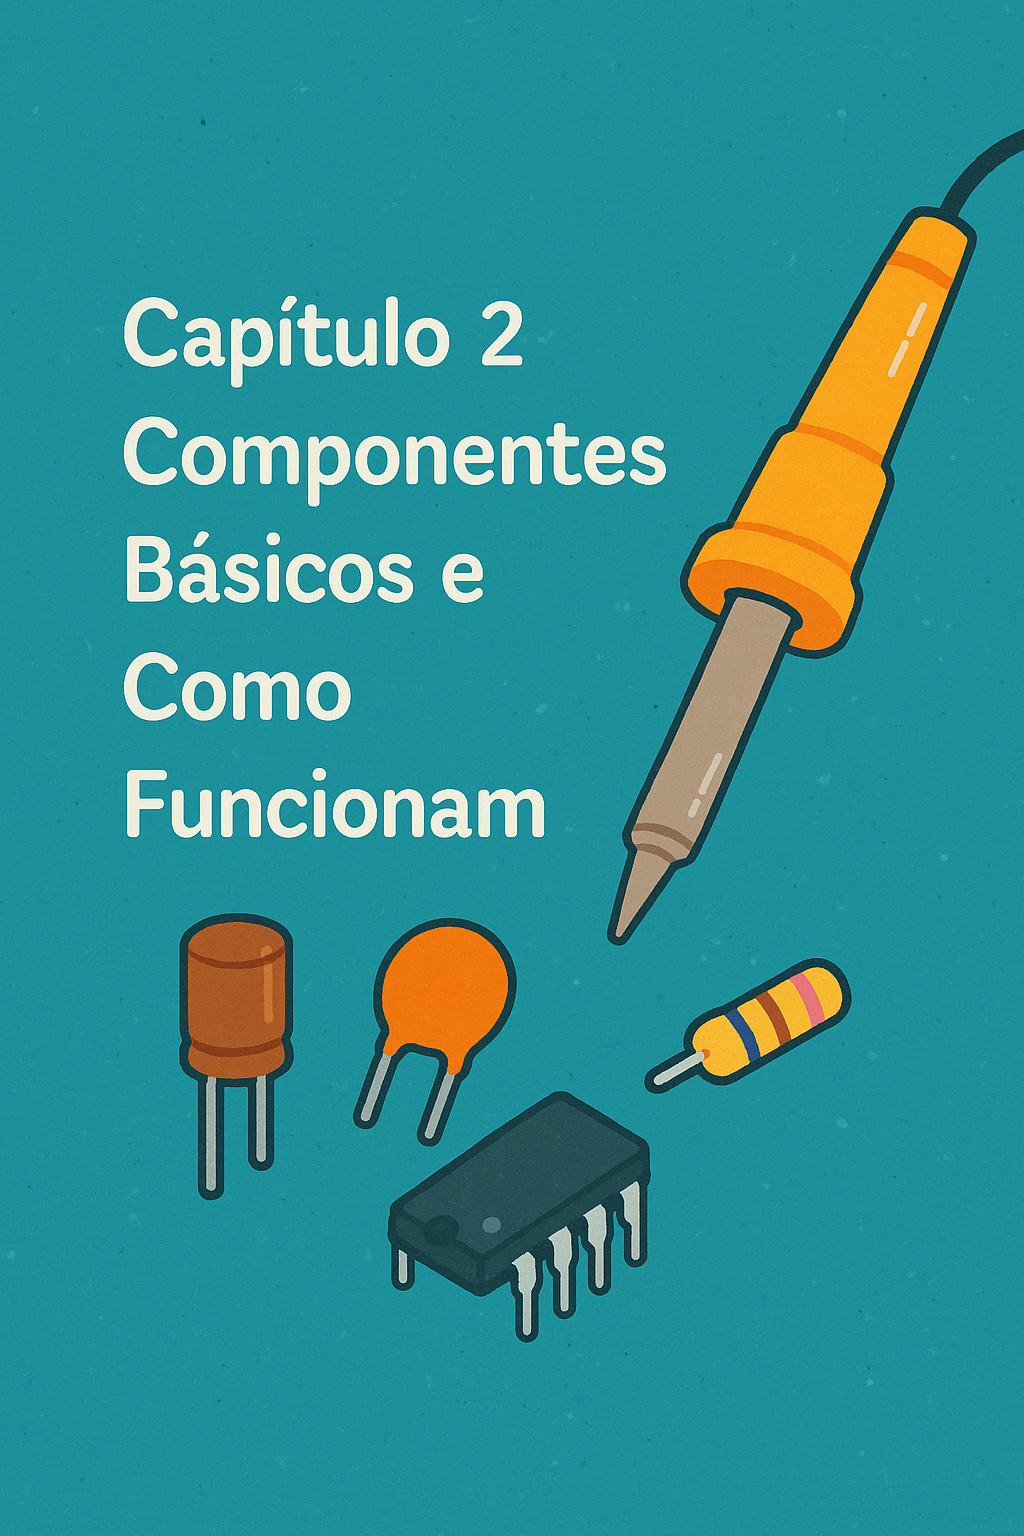 Capítulo 2
Componentes
Básicos e
Como
Funcionam